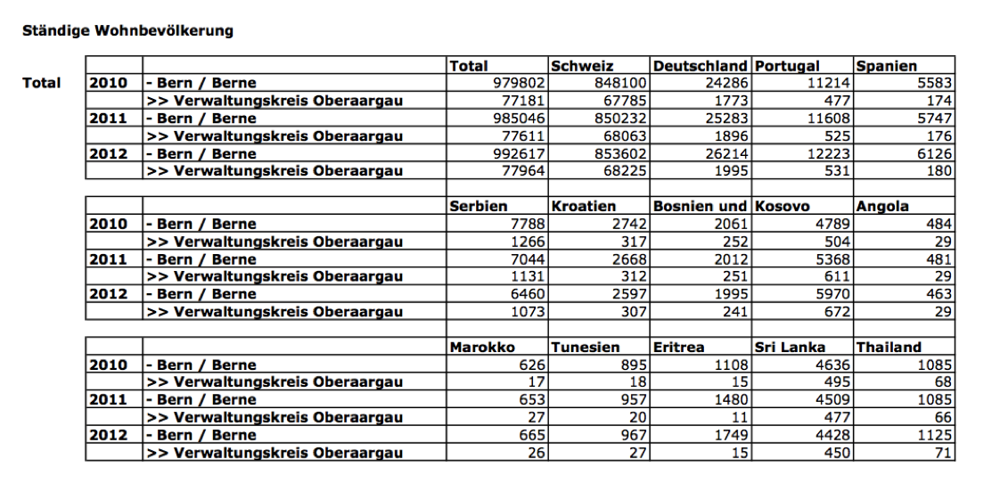 Ständige Wohnbevölkerung
Total Schweiz Deutschland Portugal Spanien
Total 2010 - Bern / Berne 979802 848100 24286 11214 5583
>> Verwaltungskreis Oberaargau 77181 67785 1773 477 174
2011 - Bern / Berne 985046 850232 25283 11608 5747
>> Verwaltungskreis Oberaargau 77611 68063 1896 525 176
2012 - Bern / Berne 992617 853602 26214 12223 6126
>> Verwaltungskreis Oberaargau 77964 68225 1995 531 180
Serbien Kroatien Bosnien und Kosovo Angola
2010 - Bern / Berne 7788 2742 2061 4789 484
>> Verwaltungskreis Oberaargau 1266 317 252 504 29
2011 - Bern / Berne 7044 2668 2012 5368 481
>> Verwaltungskreis Oberaargau 1131 312 251 611 29
2012 - Bern / Berne 6460 2597 1995 5970 463
>> Verwaltungskreis Oberaargau 1073 307 241 672 29
Marokko Tunesien Eritrea Sri Lanka Thailand
2010 - Bern / Berne 626 895 1108 4636 1085
>> Verwaltungskreis Oberaargau 17 18 15 495 68
2011 - Bern / Berne 653 957 1480 4509 1085
>> Verwaltungskreis Oberaargau 27 20 11 477 66
2012 - Bern / Berne 665 967 1749 4428 1125
>> Verwaltungskreis Oberaargau 26 27 15 450 71